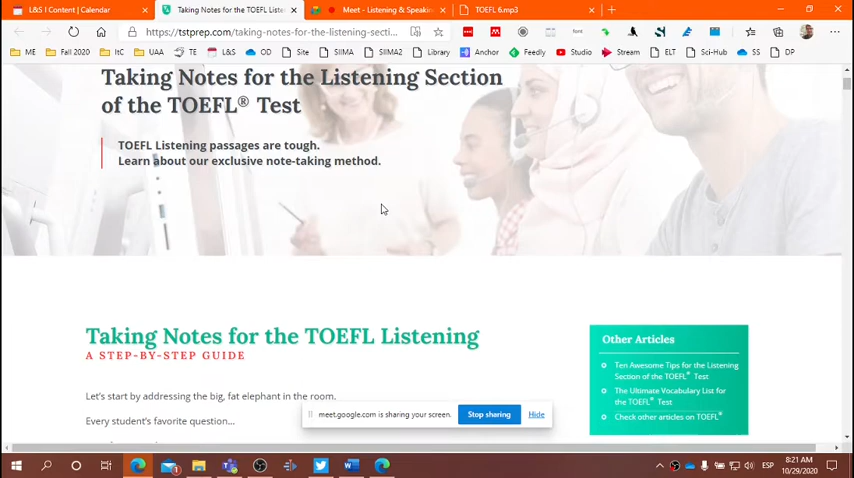 L&S I Content | Calendar
Taking Notes for the TOEFL Liste
Meet - Listening & Speaking
TOEFL 6.mp3
https://tstprep.com/taking-notes-for-the-listening-secti...
ME
Fall 2020
ItC
UAA
TE
L&S
OD
Site
SIIMA
SIIMA2
Library
Anchor
Feedly
Studio
Stream
ELT
Sci-Hub
SS
DP
Taking Notes for the Listening Section
of the TOEFL® Test
TOEFL Listening passages are tough.
Learn about our exclusive note-taking method.
Taking Notes for the TOEFL Listening
A STEP-BY-STEP GUIDE
Let's start by addressing the big, fat elephant in the room.
Every student's favorite question...
Other Articles
Ten Awesome Tips for the Listening
Section of the TOEFL® Test
The Ultimate Vocabulary List for
the TOEFL® Test
Check other articles on TOEFL®
meet.google.com is sharing your screen.
Stop sharing
Hide
ESP
8:21 AM
10/29/2020